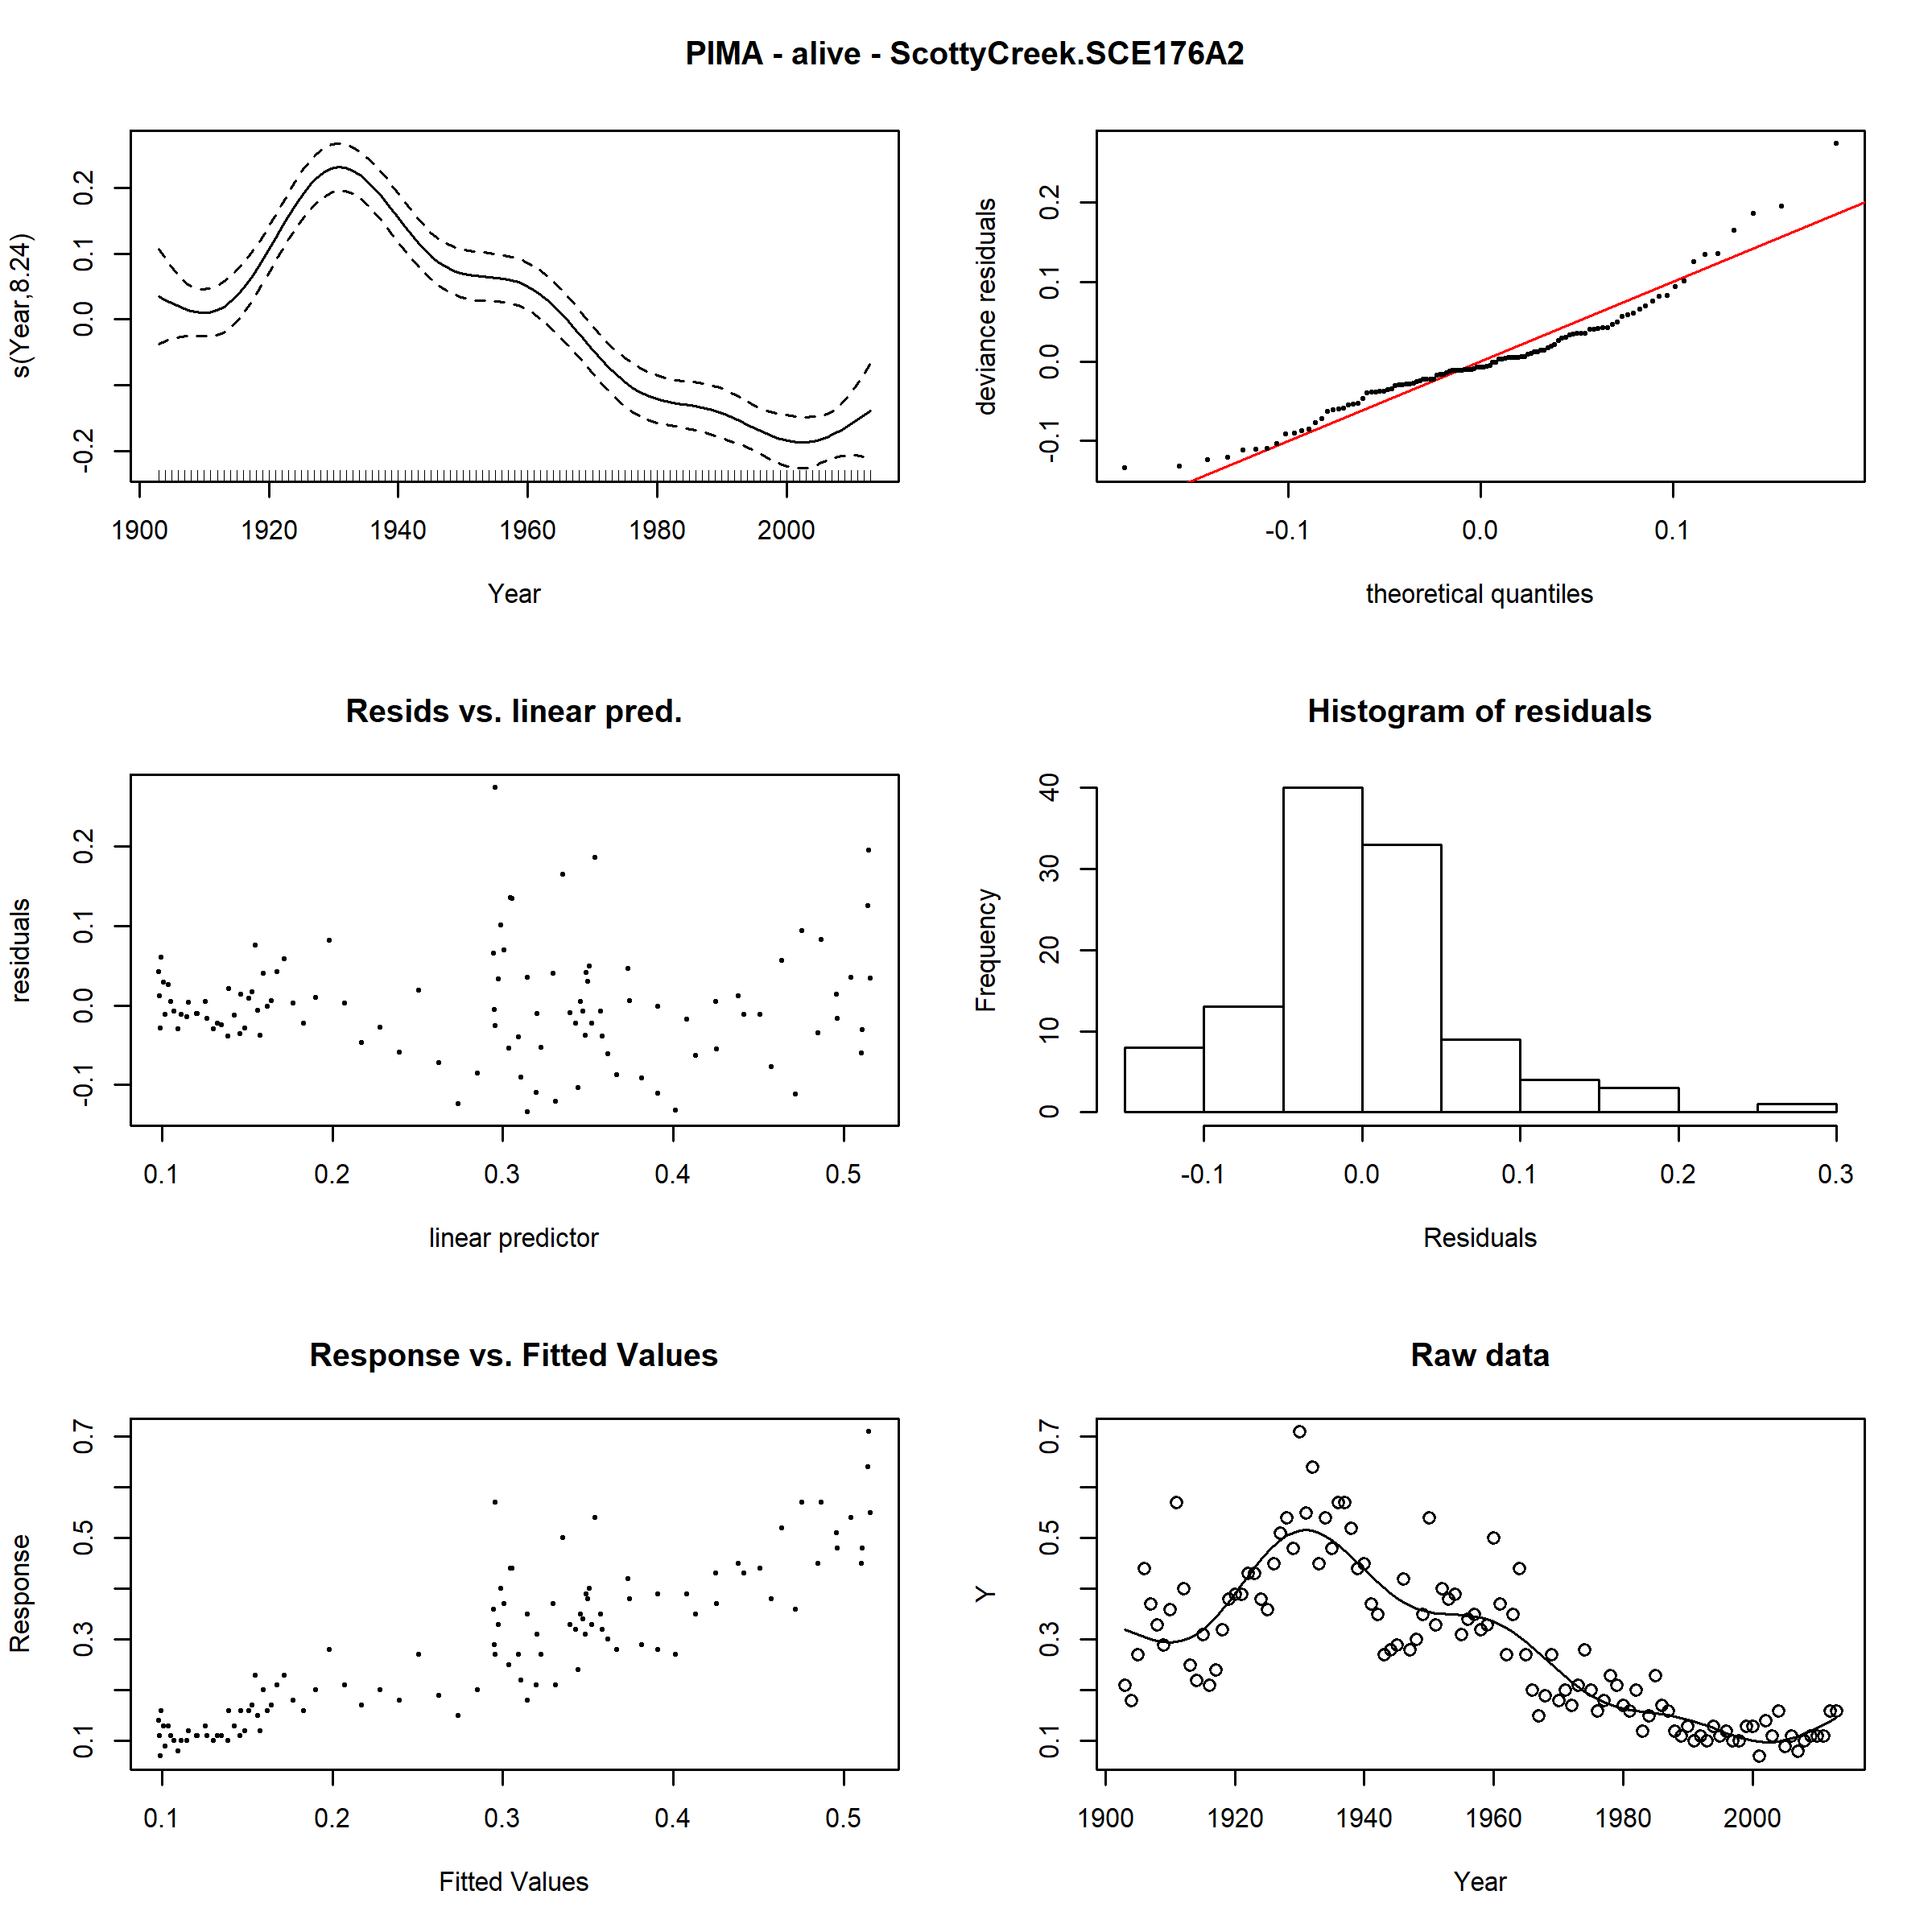 PIMA - alive - ScottyCreek.SCE176A2
s(Year,8.24)
-0.2 0.0 0.1 0.2
1900 1920 1940 1960 1980 2000
Year
deviance residuals
-0.1 0.0 0.1 0.2
-0.1 0.0 0.1
theoretical quantiles
Resids vs. linear pred.
residuals
-0.1 0.0 0.1 0.2
0.1 0.2 0.3 0.4 0.5
linear predictor
Histogram of residuals
Frequency
0 10 20 30 40
-0.1 0.0 0.1 0.2 0.3
Residuals
Response vs. Fitted Values
Response
0.1 0.3 0.5 0.7
0.1 0.2 0.3 0.4 0.5
Fitted Values
Raw data
Y
0.1 0.3 0.5 0.7
1900 1920 1940 1960 1980 2000
Year